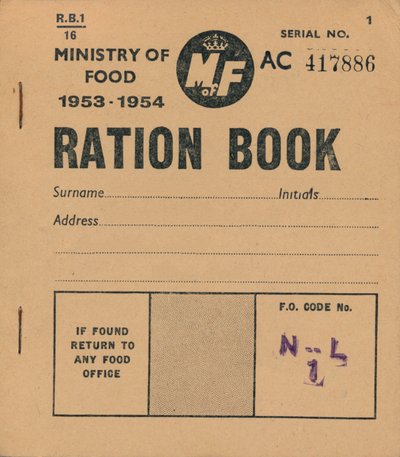 R.B.1
16
1
SERIAL NO.
MINISTRY OF
FOOD
1953-1954
M
OF
F
AC 417886
RATION BOOK
Surname Initials
Address
IF FOUND
RETURN TO
ANY FOOD
OFFICE
F.O. CODE No.
N--L
1